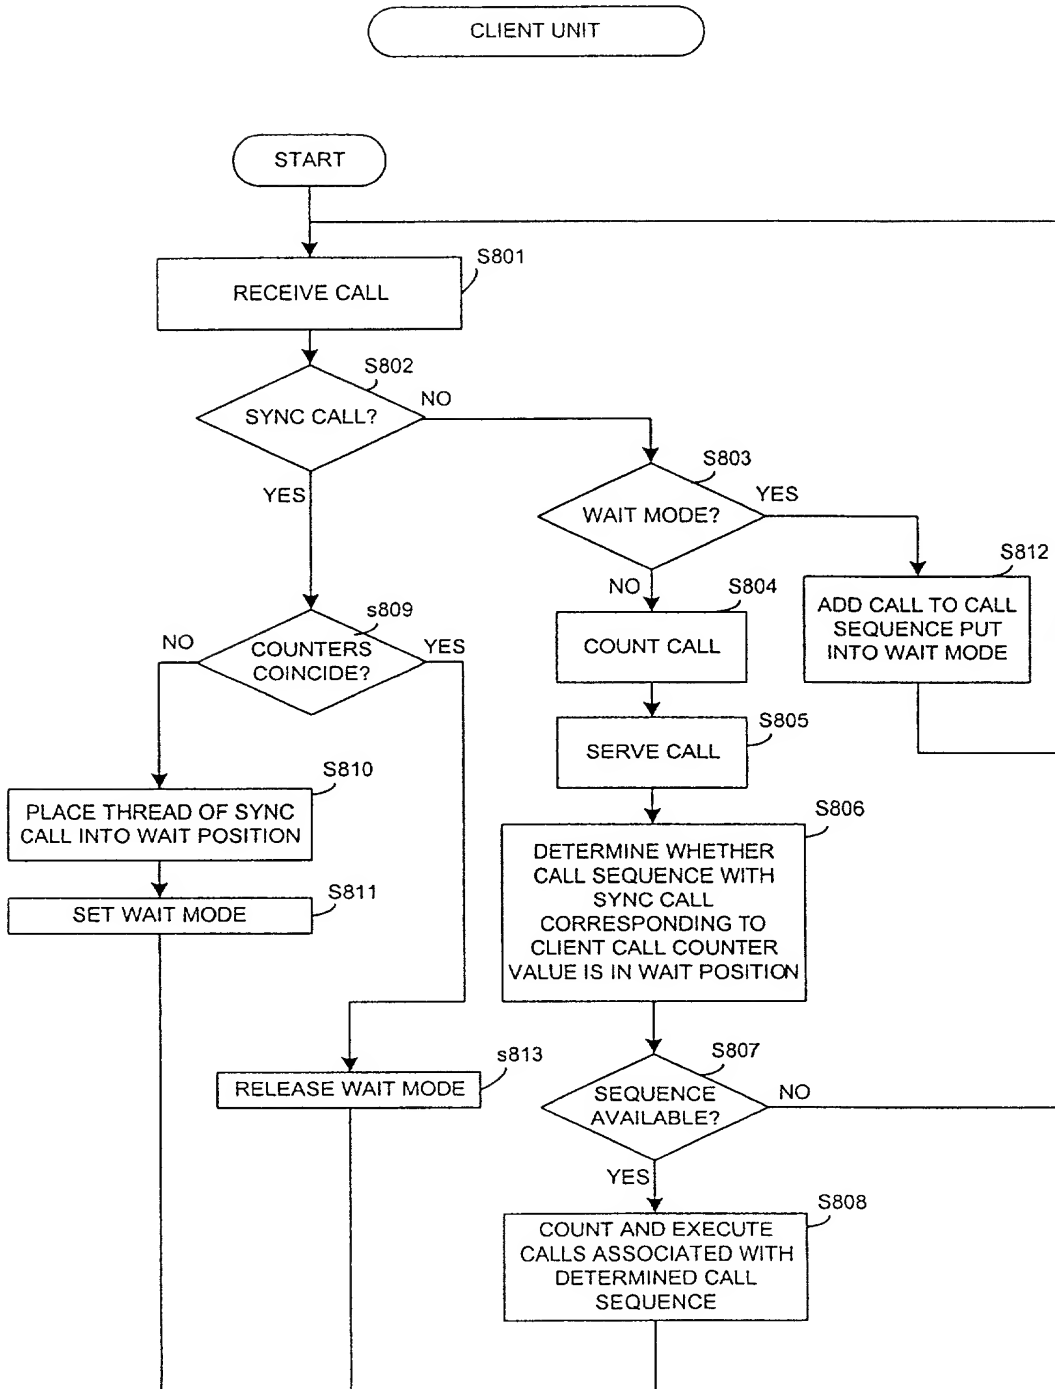 CLIENT UNIT
START
S801
RECEIVE CALL
S802
SYNC CALL?
NO
YES
S803
WAIT MODE?
YES
NO
S812
ADD CALL TO CALL
SEQUENCE PUT
INTO WAIT MODE
S804
COUNT CALL
s809
COUNTERS
COINCIDE?
NO
YES
S805
SERVE CALL
S810
PLACE THREAD OF SYNC
CALL INTO WAIT POSITION
S811
SET WAIT MODE
S806
DETERMINE WHETHER
CALL SEQUENCE WITH
SYNC CALL
CORRESPONDING TO
CLIENT CALL COUNTER
VALUE IS IN WAIT POSITION
s813
RELEASE WAIT MODE
S807
SEQUENCE
AVAILABLE?
NO
YES
S808
COUNT AND EXECUTE
CALLS ASSOCIATED WITH
DETERMINED CALL
SEQUENCE